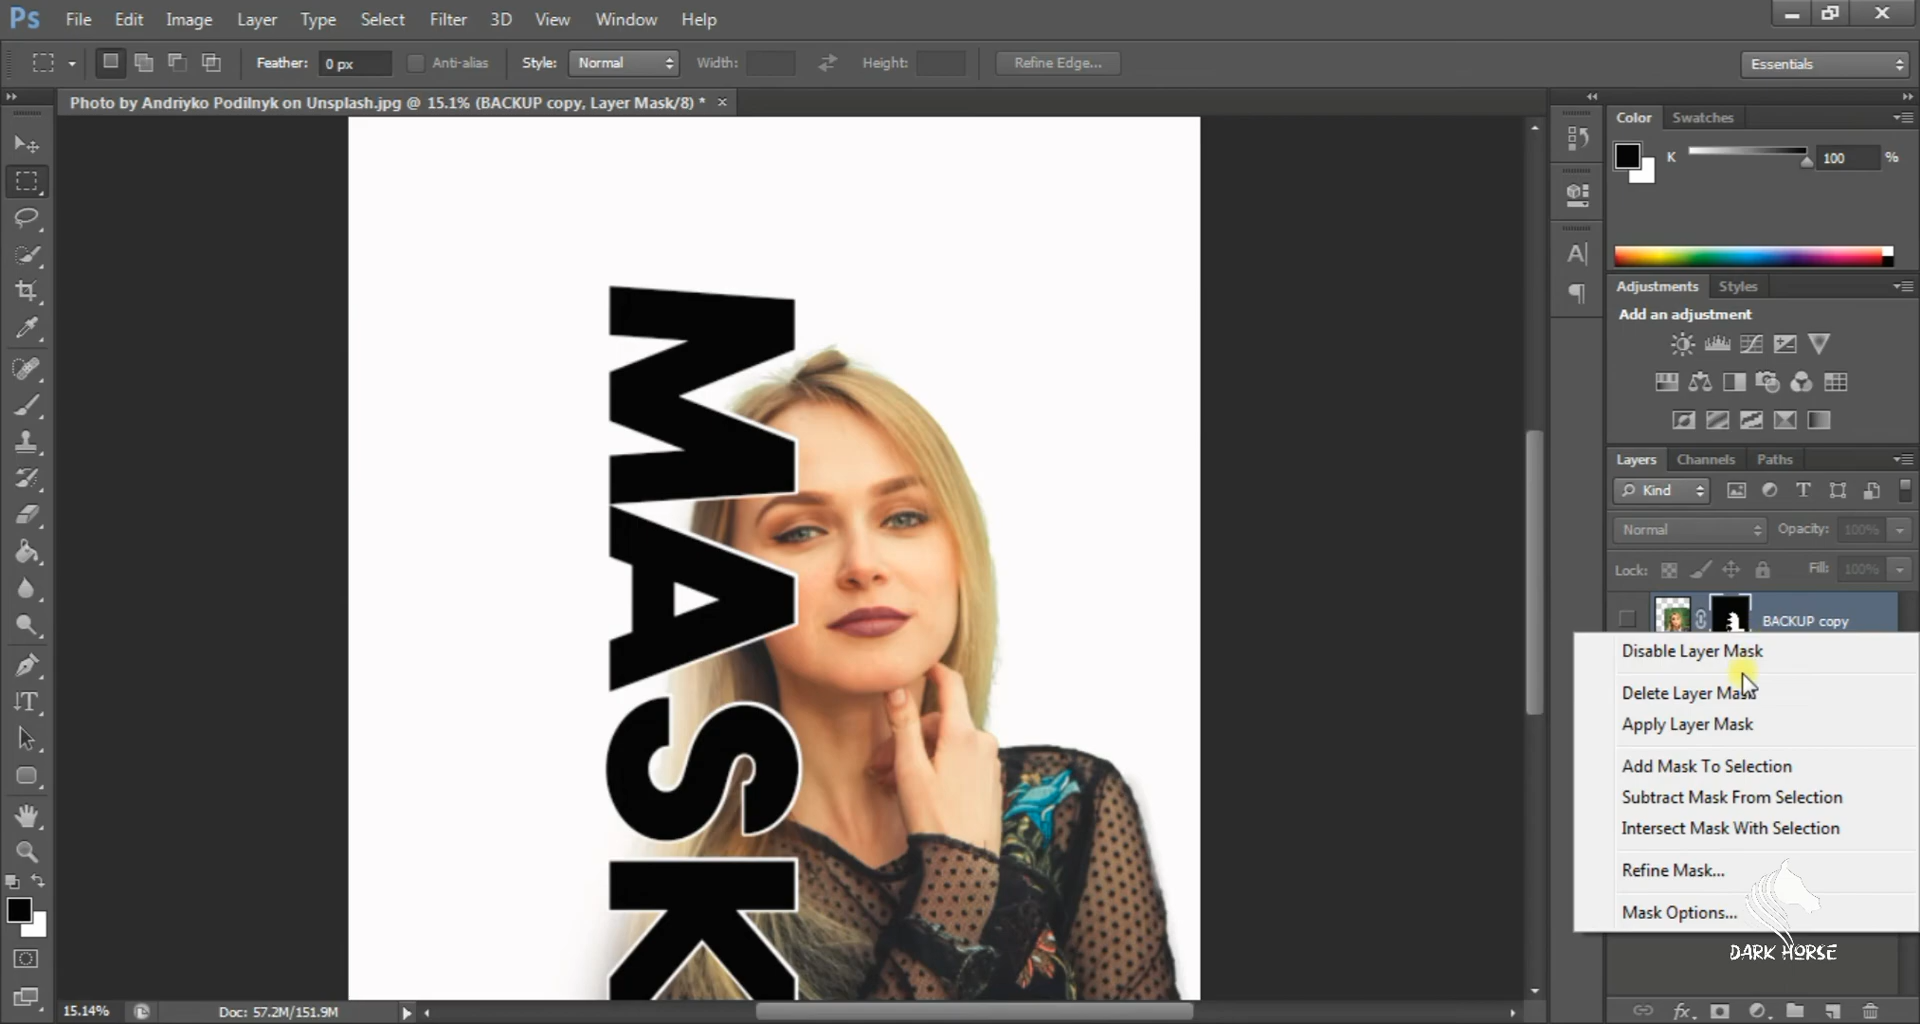 Ps File Edit Image Layer Type Select Filter 3D View Window Help
Feather: 0 px Anti-alias Style: Normal Width: Height: Refine Edge... Essentials
Photo by Andriyko Podilnyk on Unsplash.jpg @ 15.1% (BACKUP copy, Layer Mask/8) * ×
Color Swatches
K 100 %
Adjustments Styles
Add an adjustment
Layers Channels Paths
Kind
Normal Opacity: 100%
Lock: Fill: 100%
BACKUP copy
Disable Layer Mask
Delete Layer Mask
Apply Layer Mask
Add Mask To Selection
Subtract Mask From Selection
Intersect Mask With Selection
Refine Mask...
Mask Options...
DARK HORSE
MASK
15.14% Doc: 57.2M/151.9M